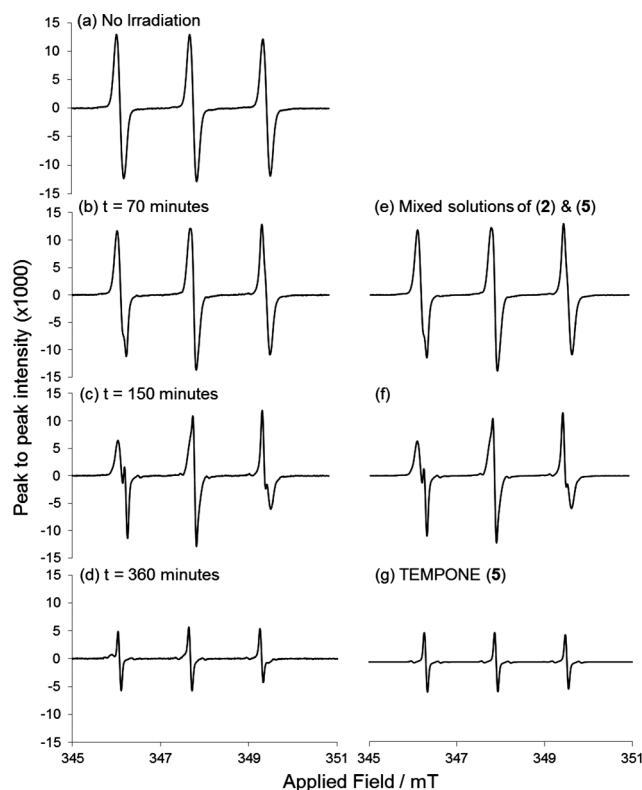 (a) No Irradiation
15
10
5
0
-5
-10
-15
(b) t = 70 minutes
15
10
5
0
-5
-10
-15
(e) Mixed solutions of (2) & (5)
(c) t = 150 minutes
15
10
5
0
-5
-10
-15
(f)
(d) t = 360 minutes
15
10
5
0
-5
-10
-15
(g) TEMPONE (5)
345 347 349 351
345 347 349 351
Peak to peak intensity (x1000)
Applied Field / mT